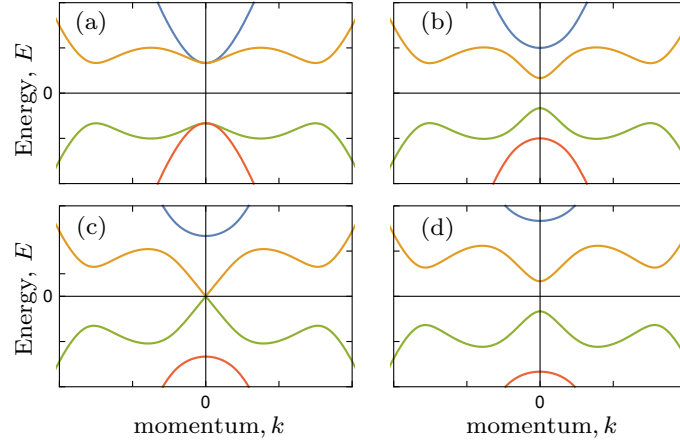 (a)
(b)
Energy, E
0
(c)
(d)
Energy, E
0
0
0
momentum, k
momentum, k